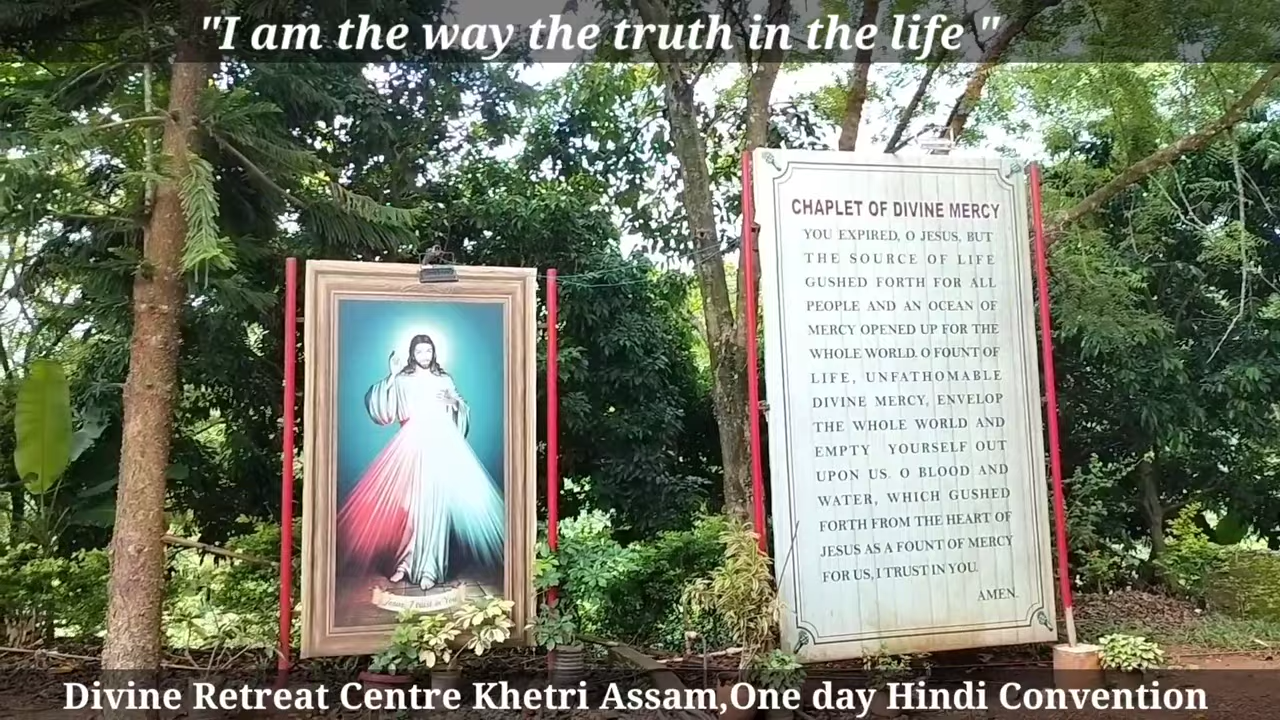 "I am the way the truth in the life "
CHAPLET OF DIVINE MERCY
YOU EXPIRED, O JESUS, BUT
THE SOURCE OF LIFE
GUSHED FORTH FOR ALL
PEOPLE AND AN OCEAN OF
MERCY OPENED UP FOR THE
WHOLE WORLD. O FOUNT OF
LIFE, UNFATHOMABLE
DIVINE MERCY, ENVELOP
THE WHOLE WORLD AND
EMPTY YOURSELF OUT
UPON US. O BLOOD AND
WATER, WHICH GUSHED
FORTH FROM THE HEART OF
JESUS AS A FOUNT OF MERCY
FOR US, I TRUST IN YOU.
AMEN.
Jesus, I trust in You
Divine Retreat Centre Khetri Assam,One day Hindi Convention